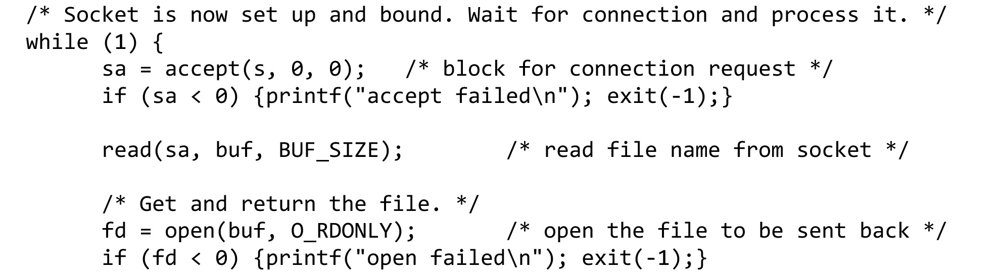 /* Socket is now set up and bound. Wait for connection and process it. */
while (1) {
sa = accept(s, 0, 0); /* block for connection request */
if (sa < 0) {printf("accept failed\n"); exit(-1);}
read(sa, buf, BUF_SIZE); /* read file name from socket */
/* Get and return the file. */
fd = open(buf, O_RDONLY); /* open the file to be sent back */
if (fd < 0) {printf("open failed\n"); exit(-1);}